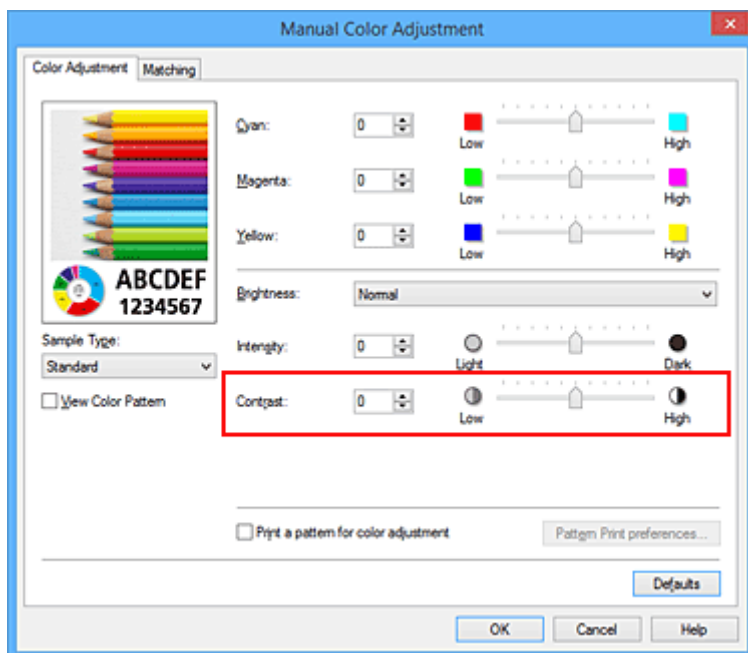 Manual Color Adjustment
Color Adjustment Matching
Cyan: 0 Low High
Magenta: 0 Low High
Yellow: 0 Low High
ABCDEF
1234567
Brightness: Normal
Sample Type:
Standard
Intensity: 0 Light Dark
View Color Pattern
Contrast: 0 Low High
Print a pattern for color adjustment Pattern Print preferences...
Defaults
OK Cancel Help